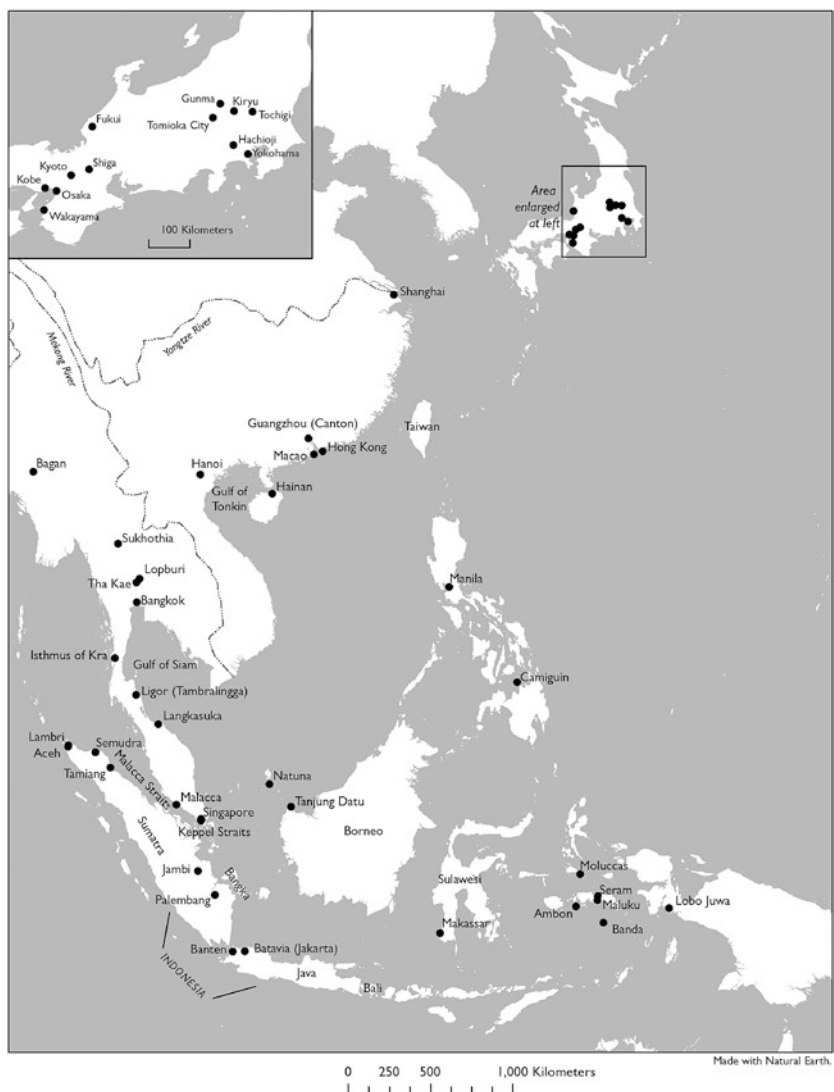 Gunma
Kiryu
Tochigi
Tomioka City
Fukui
Hachioji
Yokohama
Kyoto
Shiga
Kobe
Osaka
Wakayama
100 Kilometers
Area
enlarged
at left
Shanghai
Yongtze River
Mekong River
Guangzhou (Canton)
Taiwan
Hong Kong
Macao
Bagan
Hanoi
Gulf of
Tonkin
Hainan
Sukhothia
Lopburi
Tha Kae
Bangkok
Manila
Isthmus of Kra
Gulf of Siam
Camiguin
Ligor (Tambralingga)
Langkasuka
Lambri
Aceh
Semudra
Tamiang
Malacca Straits
Natuna
Malacca
Tanjung Datu
Singapore
Keppel Straits
Sumatra
Borneo
Jambi
Bangka
Palembang
Sulawesi
Moluccas
Seram
Maluku
Ambon
Lobo Juwa
Banda
Makassar
Banten
Batavia (Jakarta)
INDONESIA
Java
Bali
Made with Natural Earth.
0 250 500 1,000 Kilometers